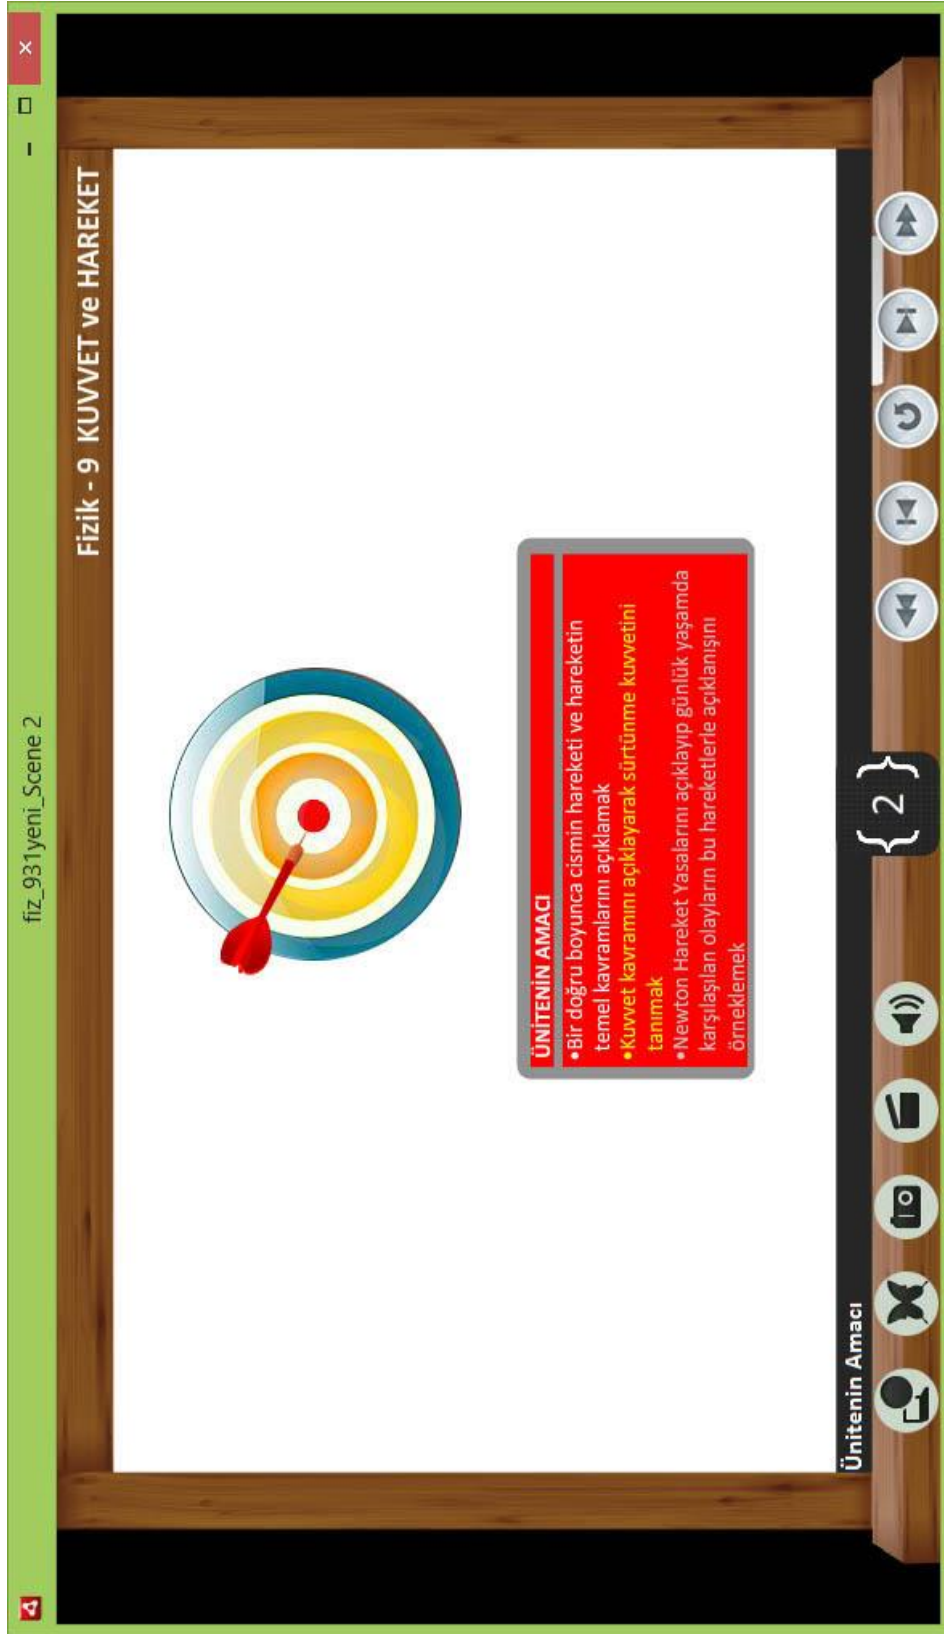 fiz_931yeni_Scene 2
Fizik - 9 KUVVET ve HAREKET
ÜNİTENİN AMACI
•Bir doğru boyunca cismin hareketi ve hareketin
temel kavramlarını açıklamak
•Kuvvet kavramını açıklayarak sürtünme kuvvetini
tanımak
•Newton Hareket Yasalarını açıklayıp günlük yaşamda
karşılaşılan olayların bu hareketlerle açıklanışını
örneklemek
Ünitenin Amacı
{ 2 }